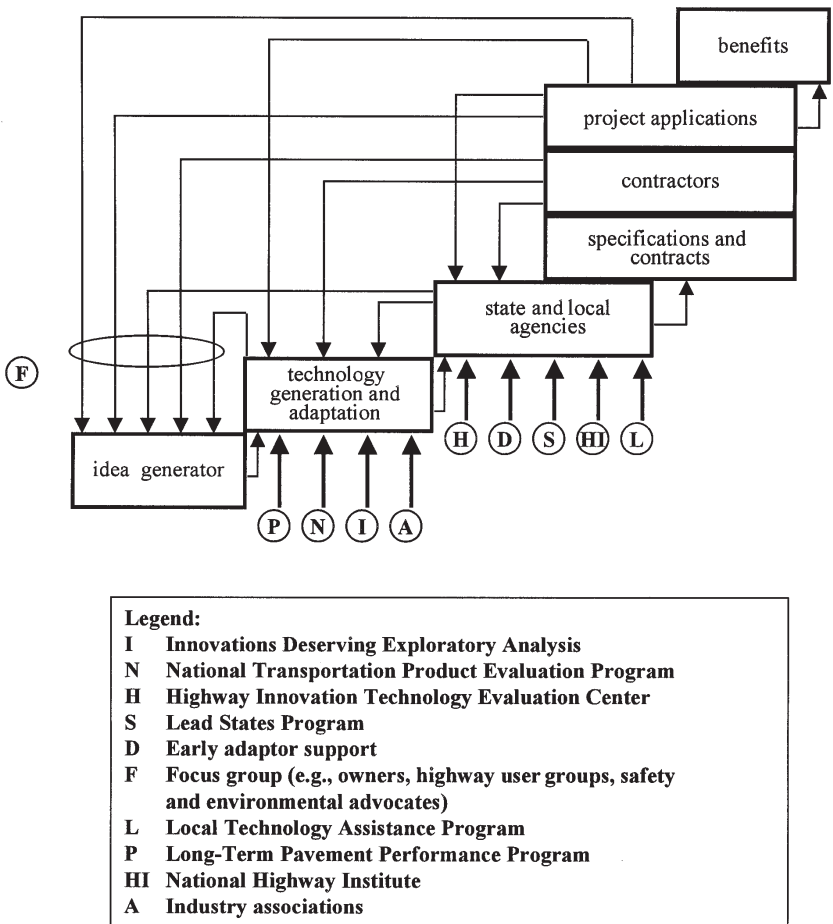 benefits
project applications
contractors
specifications and
contracts
state and local
agencies
technology
generation and
adaptation
F
H D S HI L
idea generator
P N I A
Legend:
I Innovations Deserving Exploratory Analysis
N National Transportation Product Evaluation Program
H Highway Innovation Technology Evaluation Center
S Lead States Program
D Early adaptor support
F Focus group (e.g., owners, highway user groups, safety
and environmental advocates)
L Local Technology Assistance Program
P Long-Term Pavement Performance Program
HI National Highway Institute
A Industry associations